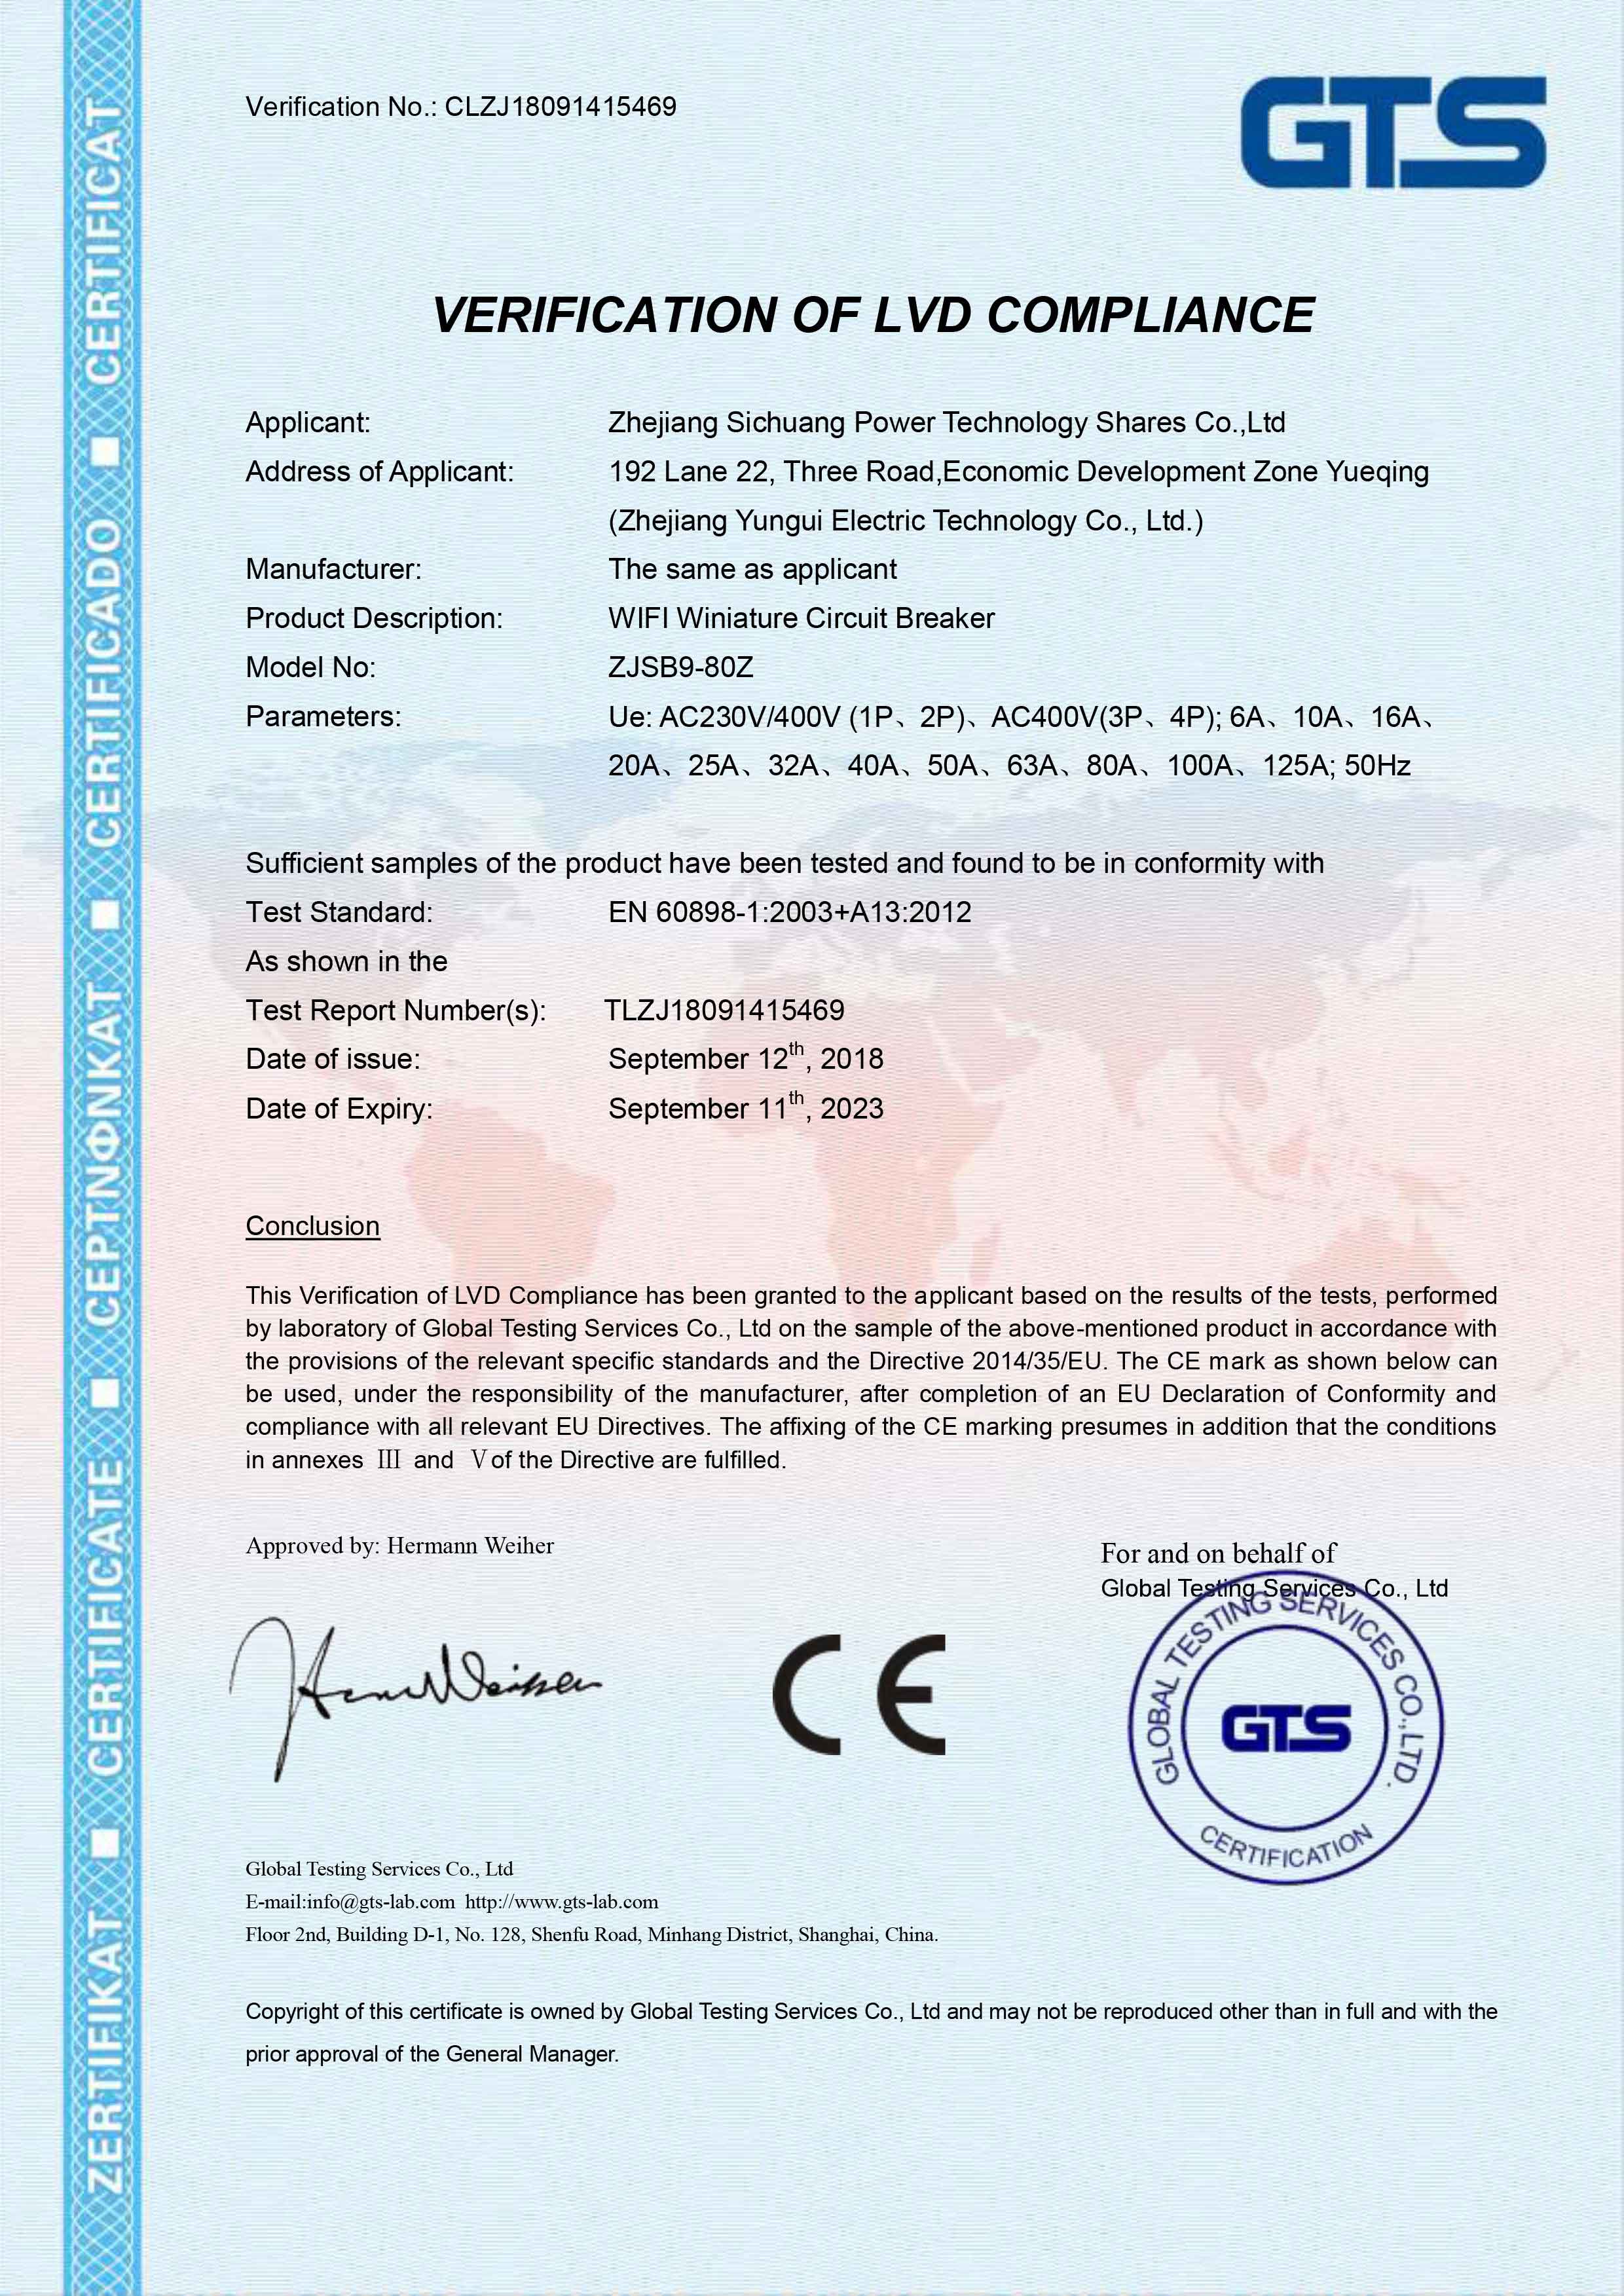 Verification No.: CLZJ18091415469
GTS
VERIFICATION OF LVD COMPLIANCE
Applicant: Zhejiang Sichuang Power Technology Shares Co.,Ltd
Address of Applicant: 192 Lane 22, Three Road,Economic Development Zone Yueqing
(Zhejiang Yungui Electric Technology Co., Ltd.)
Manufacturer: The same as applicant
Product Description: WIFI Winiature Circuit Breaker
Model No: ZJSB9-80Z
Parameters: Ue: AC230V/400V (1P、2P)、AC400V(3P、4P); 6A、10A、16A、
20A、25A、32A、40A、50A、63A、80A、100A、125A; 50Hz
Sufficient samples of the product have been tested and found to be in conformity with
Test Standard: EN 60898-1:2003+A13:2012
As shown in the
Test Report Number(s): TLZJ18091415469
Date of issue: September 12th, 2018
Date of Expiry: September 11th, 2023
Conclusion
This Verification of LVD Compliance has been granted to the applicant based on the results of the tests, performed
by laboratory of Global Testing Services Co., Ltd on the sample of the above-mentioned product in accordance with
the provisions of the relevant specific standards and the Directive 2014/35/EU. The CE mark as shown below can
be used, under the responsibility of the manufacturer, after completion of an EU Declaration of Conformity and
compliance with all relevant EU Directives. The affixing of the CE marking presumes in addition that the conditions
in annexes Ⅲ and Ⅴof the Directive are fulfilled.
Approved by: Hermann Weiher
For and on behalf of
Global Testing Services Co., Ltd
CE
GLOBAL TESTING SERVICES CO.,LTD.
GTS
CERTIFICATION
Global Testing Services Co., Ltd
E-mail:info@gts-lab.com http://www.gts-lab.com
Floor 2nd, Building D-1, No. 128, Shenfu Road, Minhang District, Shanghai, China.
Copyright of this certificate is owned by Global Testing Services Co., Ltd and may not be reproduced other than in full and with the
prior approval of the General Manager.
ZERTIFIKAT ■ CERTIFICATE ■ CEPTNФNKAT ■ CERTIFICADO ■ CERTIFICAT